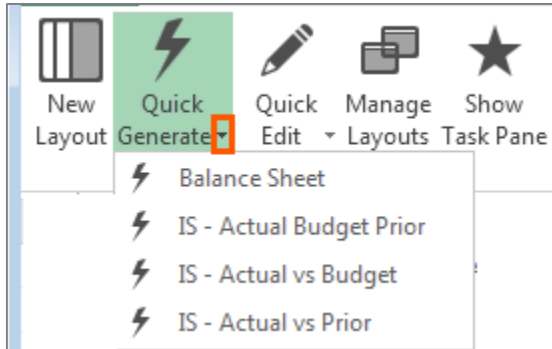 New Layout
Quick Generate
Quick Edit
Manage Layouts
Show Task Pane
Balance Sheet
IS - Actual Budget Prior
IS - Actual vs Budget
IS - Actual vs Prior